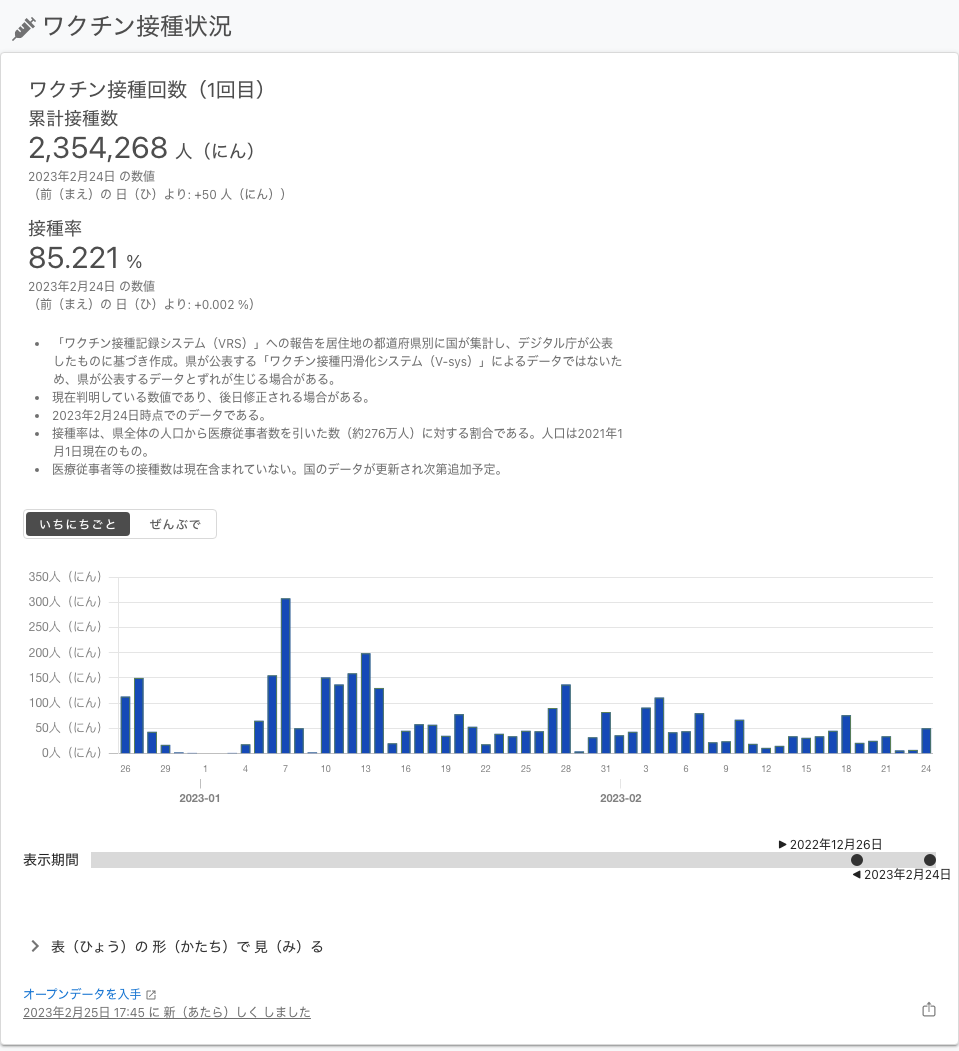 ワクチン接種状況
ワクチン接種回数（1回目）
累計接種数
2,354,268 人（にん）
2023年2月24日 の数値
（前（まえ）の 日（ひ）より: +50 人（にん））
接種率
85.221 %
2023年2月24日 の数値
（前（まえ）の 日（ひ）より: +0.002 %）
• 「ワクチン接種記録システム（VRS）」への報告を居住地の都道府県別に国が集計し、デジタル庁が公表
したものに基づき作成。県が公表する「ワクチン接種円滑化システム（V-sys）」によるデータではないた
め、県が公表するデータとずれが生じる場合がある。
• 現在判明している数値であり、後日修正される場合がある。
• 2023年2月24日時点でのデータである。
• 接種率は、県全体の人口から医療従事者数を引いた数（約276万人）に対する割合である。人口は2021年1
月1日現在のもの。
• 医療従事者等の接種数は現在含まれていない。国のデータが更新され次第追加予定。
いちにちごと ぜんぶで
350人（にん）
300人（にん）
250人（にん）
200人（にん）
150人（にん）
100人（にん）
50人（にん）
0人（にん）
26 29 1 4 7 10 13 16 19 22 25 28 31 3 6 9 12 15 18 21 24
2023-01 2023-02
▶ 2022年12月26日
表示期間
◀ 2023年2月24日
表（ひょう）の 形（かたち）で 見（み）る
オープンデータを入手
2023年2月25日 17:45 に 新（あたら）しく しました